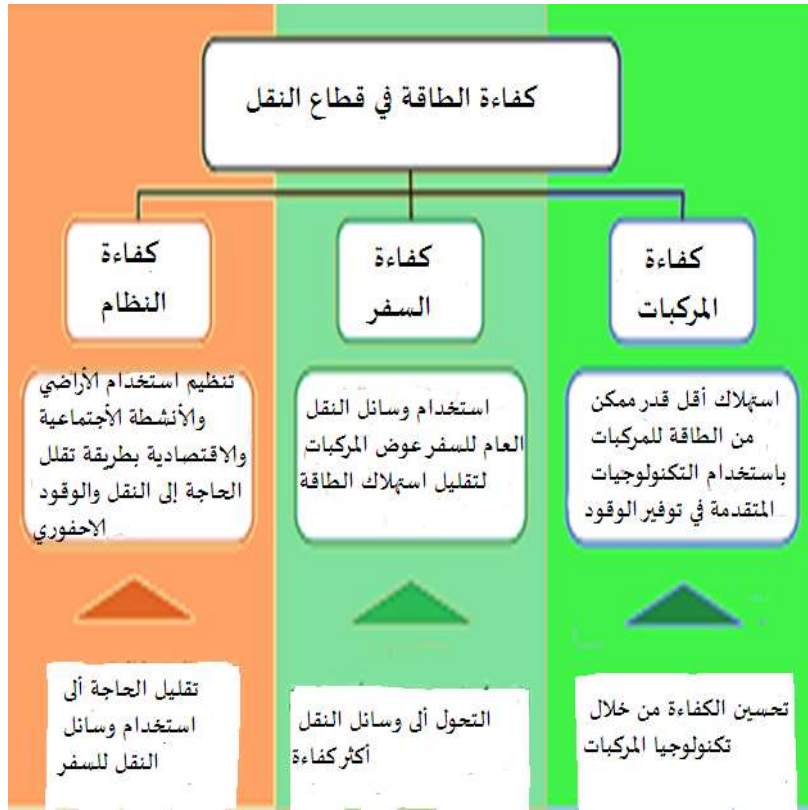 كفاءة الطاقة في قطاع النقل
كفاءة
المركبات
كفاءة
السفر
كفاءة
النظام
استهلاك أقل قدر ممكن
من الطاقة للمركبات
باستخدام التكنولوجيات
المتقدمة في توفير الوقود
استخدام وسائل النقل
العام للسفر عوض المركبات
لتقليل استهلاك الطاقة
تنظيم استخدام الأراضي
والأنشطة الأجتماعية
والاقتصادية بطريقة تقلل
الحاجة إلى النقل والوقود
الاحفوري
تحسين الكفاءة من خلال
تكنولوجيا المركبات
التحول ألى وسائل النقل
أكثر كفاءة
تقليل الحاجة ألى
استخدام وسائل
النقل للسفر